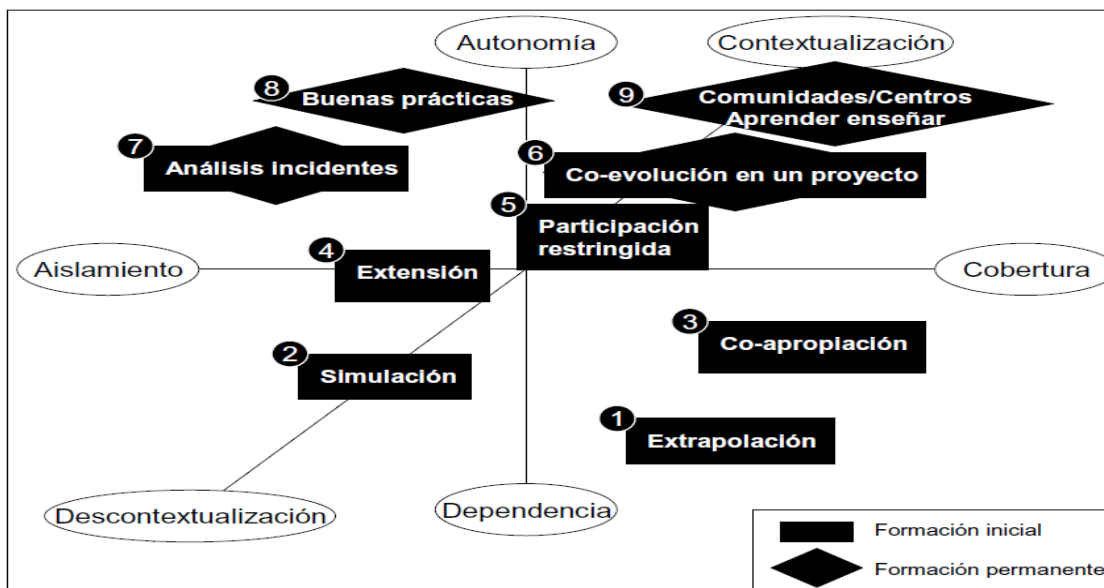 Autonomía
Contextualización
8
Buenas prácticas
9
Comunidades/Centros
Aprender enseñar
7
Análisis incidentes
6
Co-evolución en un proyecto
5
Participación
restringida
4
Extensión
Aislamiento
Cobertura
3
Co-apropiación
2
Simulación
1
Extrapolación
Descontextualización
Dependencia
Formación inicial
Formación permanente